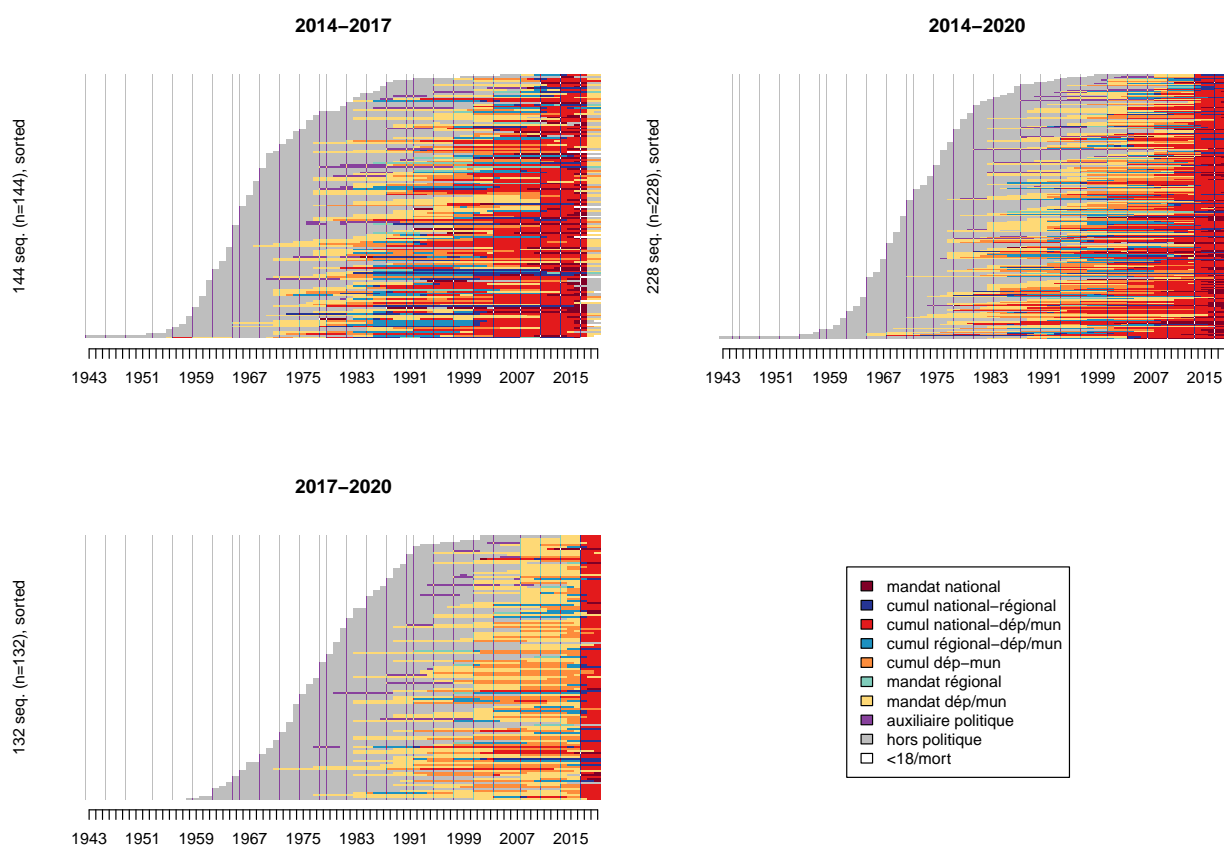 2014−2017
144 seq. (n=144), sorted
1943 1951 1959 1967 1975 1983 1991 1999 2007 2015
2014−2020
228 seq. (n=228), sorted
1943 1951 1959 1967 1975 1983 1991 1999 2007 2015
2017−2020
132 seq. (n=132), sorted
1943 1951 1959 1967 1975 1983 1991 1999 2007 2015
mandat national
cumul national−régional
cumul national−dép/mun
cumul régional−dép/mun
cumul dép−mun
mandat régional
mandat dép/mun
auxiliaire politique
hors politique
<18/mort